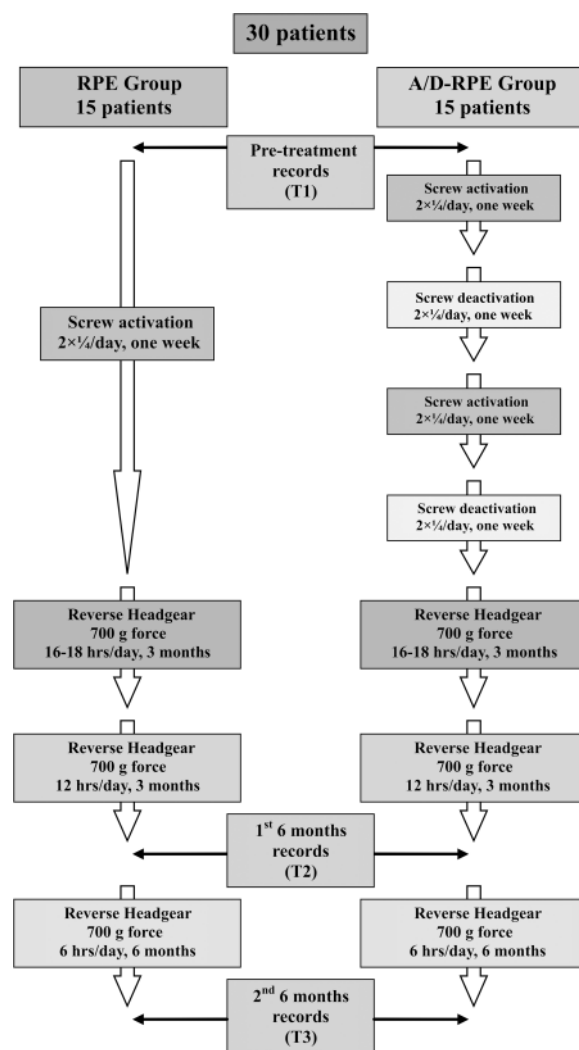 30 patients
RPE Group
15 patients
A/D-RPE Group
15 patients
Pre-treatment
records
(T1)
Screw activation
2×¼/day, one week
Screw deactivation
2×¼/day, one week
Screw activation
2×¼/day, one week
Screw activation
2×¼/day, one week
Screw deactivation
2×¼/day, one week
Reverse Headgear
700 g force
16-18 hrs/day, 3 months
Reverse Headgear
700 g force
16-18 hrs/day, 3 months
Reverse Headgear
700 g force
12 hrs/day, 3 months
Reverse Headgear
700 g force
12 hrs/day, 3 months
1st 6 months
records
(T2)
Reverse Headgear
700 g force
6 hrs/day, 6 months
Reverse Headgear
700 g force
6 hrs/day, 6 months
2nd 6 months
records
(T3)